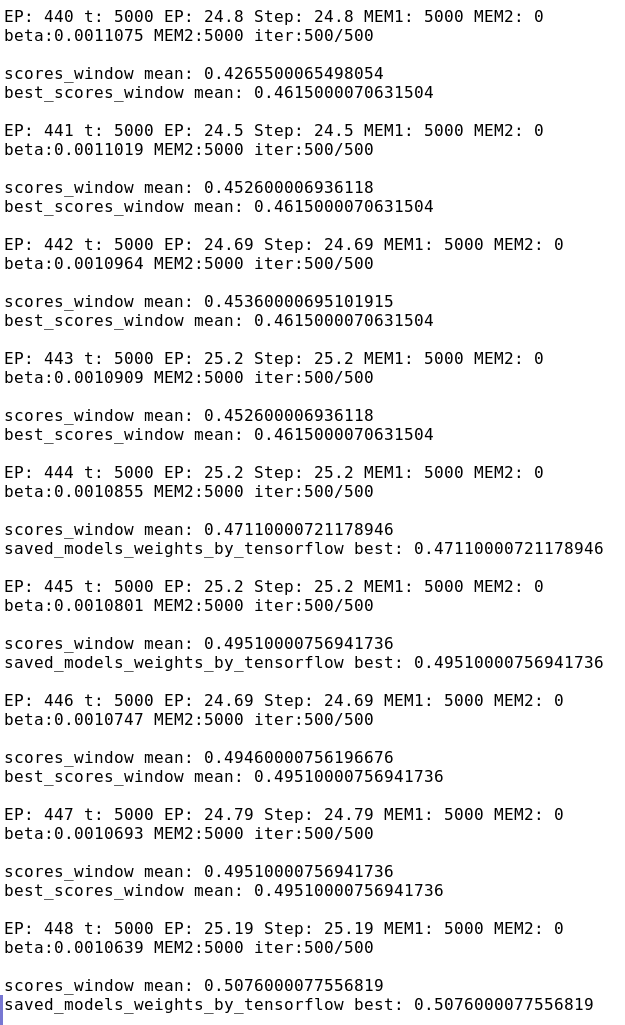 EP: 440 t: 5000 EP: 24.8 Step: 24.8 MEM1: 5000 MEM2: 0
beta:0.0011075 MEM2:5000 iter:500/500
scores_window mean: 0.4265500065498054
best_scores_window mean: 0.4615000070631504
EP: 441 t: 5000 EP: 24.5 Step: 24.5 MEM1: 5000 MEM2: 0
beta:0.0011019 MEM2:5000 iter:500/500
scores_window mean: 0.452600006936118
best_scores_window mean: 0.4615000070631504
EP: 442 t: 5000 EP: 24.69 Step: 24.69 MEM1: 5000 MEM2: 0
beta:0.0010964 MEM2:5000 iter:500/500
scores_window mean: 0.45360000695101915
best_scores_window mean: 0.4615000070631504
EP: 443 t: 5000 EP: 25.2 Step: 25.2 MEM1: 5000 MEM2: 0
beta:0.0010909 MEM2:5000 iter:500/500
scores_window mean: 0.452600006936118
best_scores_window mean: 0.4615000070631504
EP: 444 t: 5000 EP: 25.2 Step: 25.2 MEM1: 5000 MEM2: 0
beta:0.0010855 MEM2:5000 iter:500/500
scores_window mean: 0.47110000721178946
saved_models_weights_by_tensorflow best: 0.47110000721178946
EP: 445 t: 5000 EP: 25.2 Step: 25.2 MEM1: 5000 MEM2: 0
beta:0.0010801 MEM2:5000 iter:500/500
scores_window mean: 0.49510000756941736
saved_models_weights_by_tensorflow best: 0.49510000756941736
EP: 446 t: 5000 EP: 24.69 Step: 24.69 MEM1: 5000 MEM2: 0
beta:0.0010747 MEM2:5000 iter:500/500
scores_window mean: 0.49460000756196676
best_scores_window mean: 0.49510000756941736
EP: 447 t: 5000 EP: 24.79 Step: 24.79 MEM1: 5000 MEM2: 0
beta:0.0010693 MEM2:5000 iter:500/500
scores_window mean: 0.49510000756941736
best_scores_window mean: 0.49510000756941736
EP: 448 t: 5000 EP: 25.19 Step: 25.19 MEM1: 5000 MEM2: 0
beta:0.0010639 MEM2:5000 iter:500/500
scores_window mean: 0.5076000077556819
saved_models_weights_by_tensorflow best: 0.5076000077556819